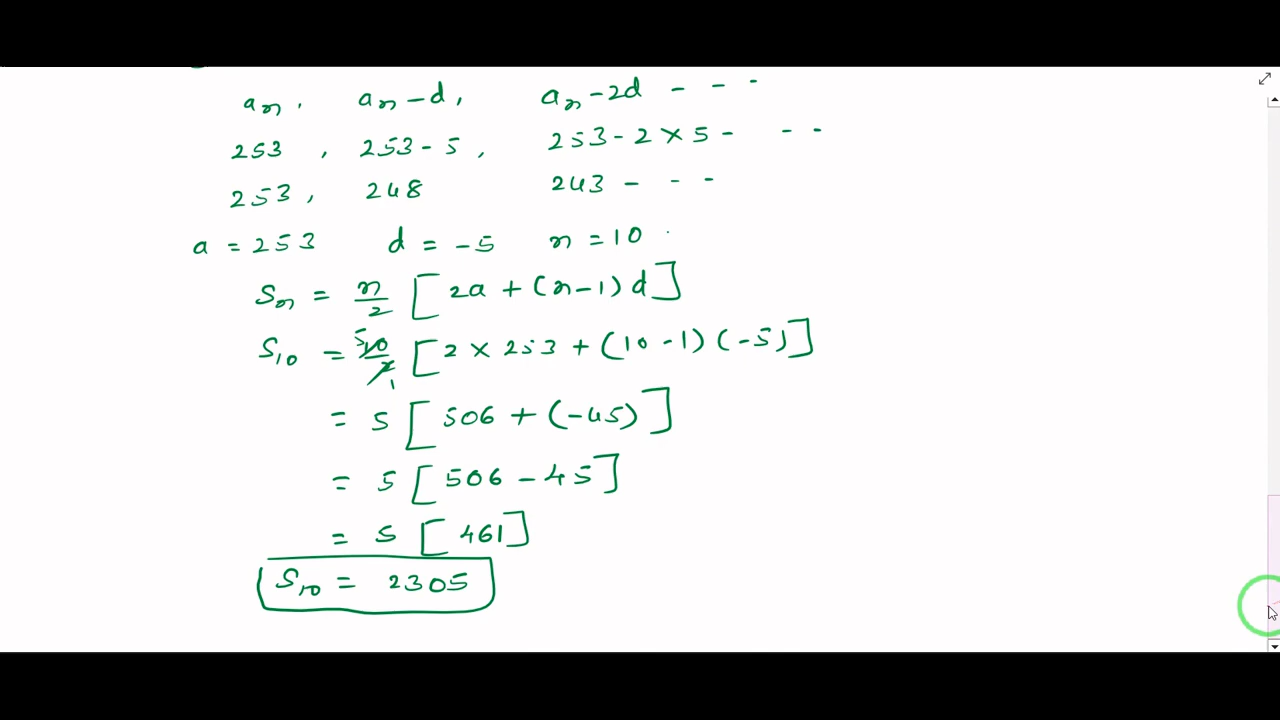 aₙ, aₙ-d, aₙ-2d - - -
253, 253-5, 253-2×5- - -
253, 248 243 - - -
a = 253 d = -5 n = 10.
Sₙ = n/2 [2a + (n-1)d]
S₁₀ = 10/2 5 1 [2 × 253 + (10-1)(-5)]
= 5 [506 + (-45)]
= 5 [506 - 45]
= 5 [461]
S₁₀ = 2305